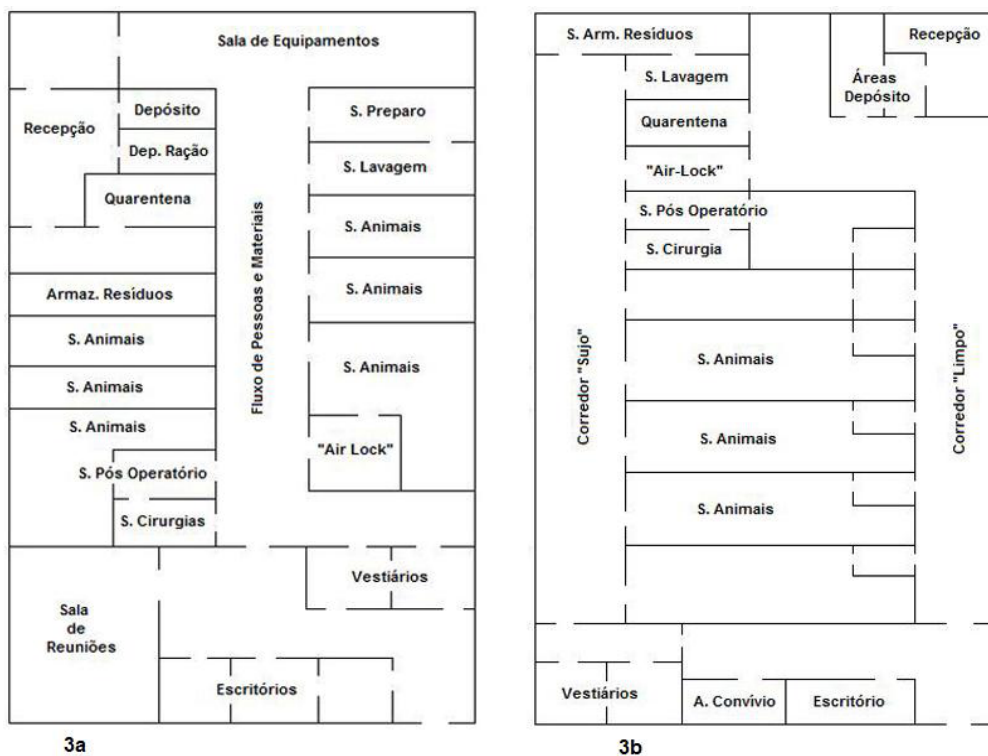 Sala de Equipamentos
Recepção
Depósito
Dep. Ração
Quarentena
Armaz. Resíduos
S. Animais
S. Animais
S. Animais
S. Pós Operatório
S. Cirurgias
Fluxo de Pessoas e Materiais
S. Preparo
S. Lavagem
S. Animais
S. Animais
S. Animais
"Air Lock"
Vestiários
Sala
de
Reuniões
Escritórios
3a
S. Arm. Resíduos
S. Lavagem
Quarentena
"Air-Lock"
S. Pós Operatório
S. Cirurgia
Recepção
Áreas
Depósito
Corredor "Sujo"
S. Animais
S. Animais
S. Animais
Corredor "Limpo"
Vestiários
A. Convívio
Escritório
3b